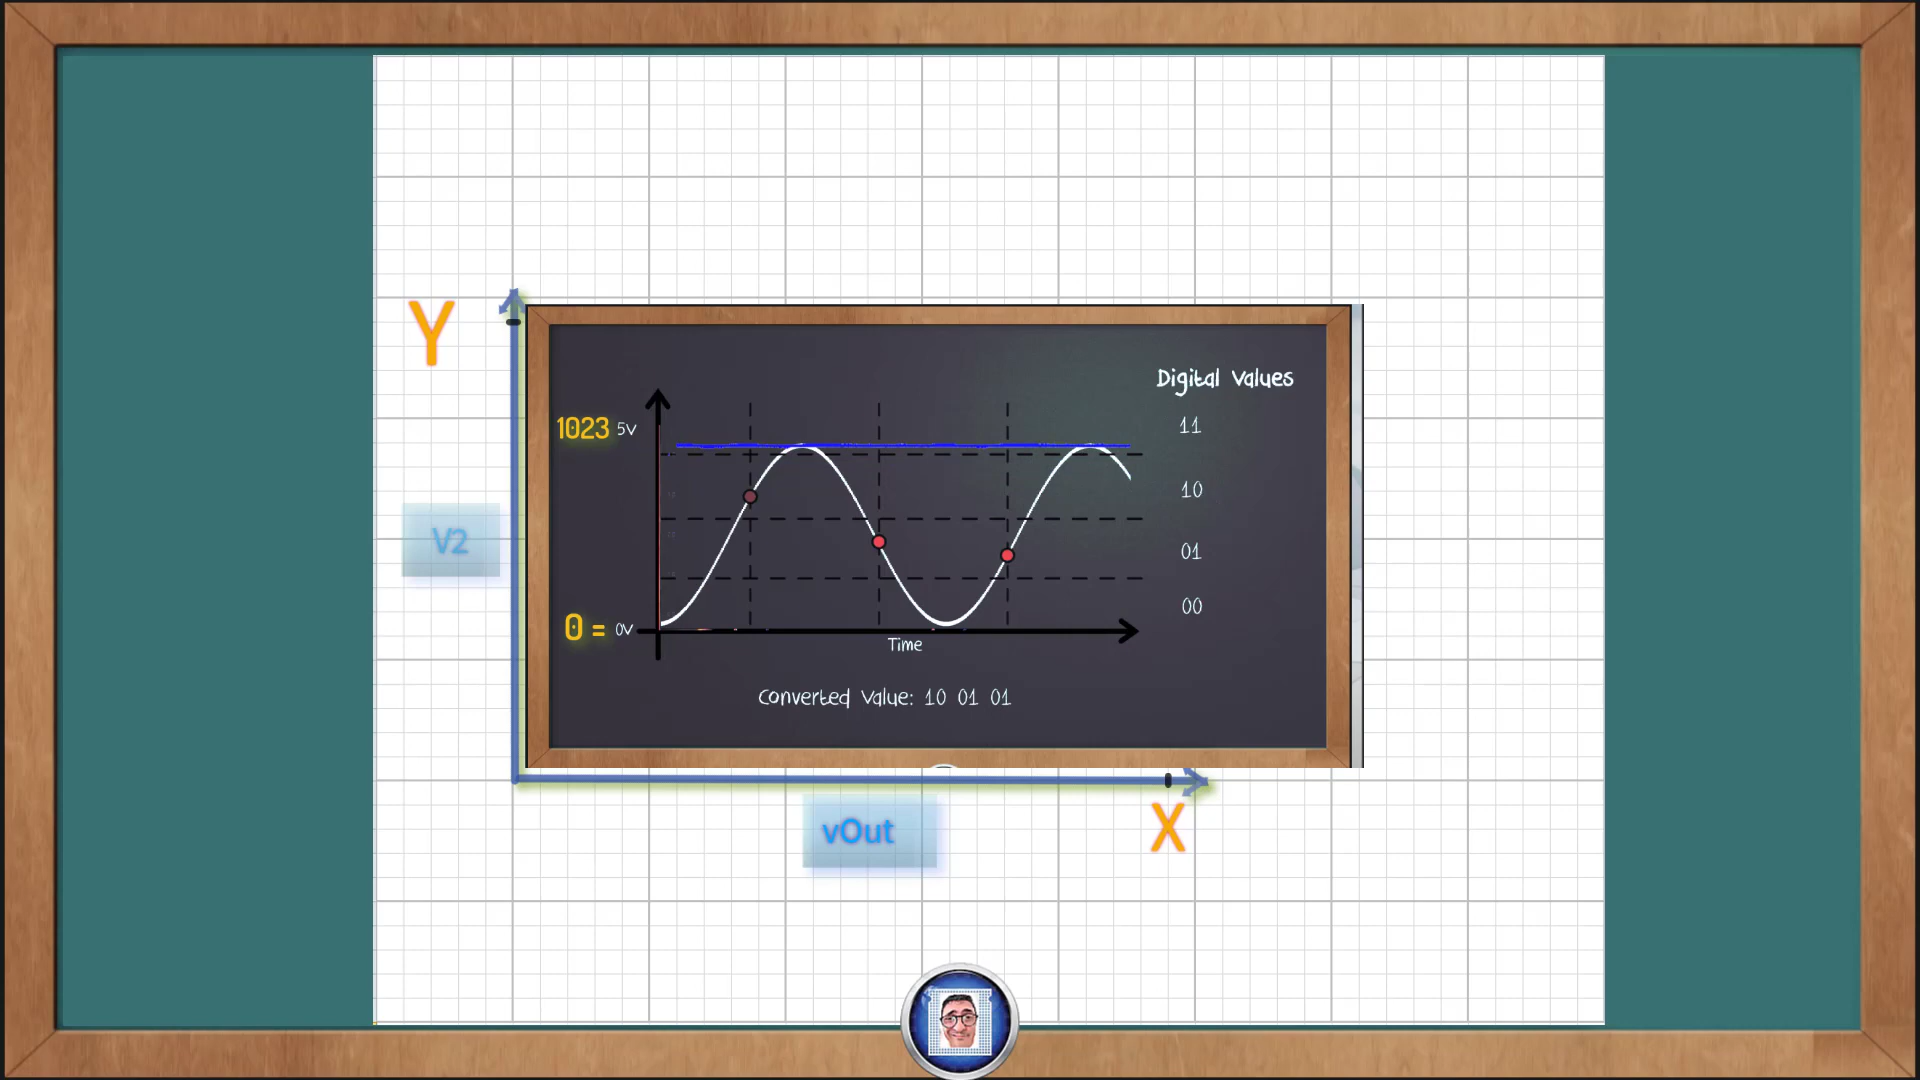 Y
Digital Values
1023 5v
11
10
V2
01
00
0 = 0v
Time
Converted Value: 10 01 01
vOut
X